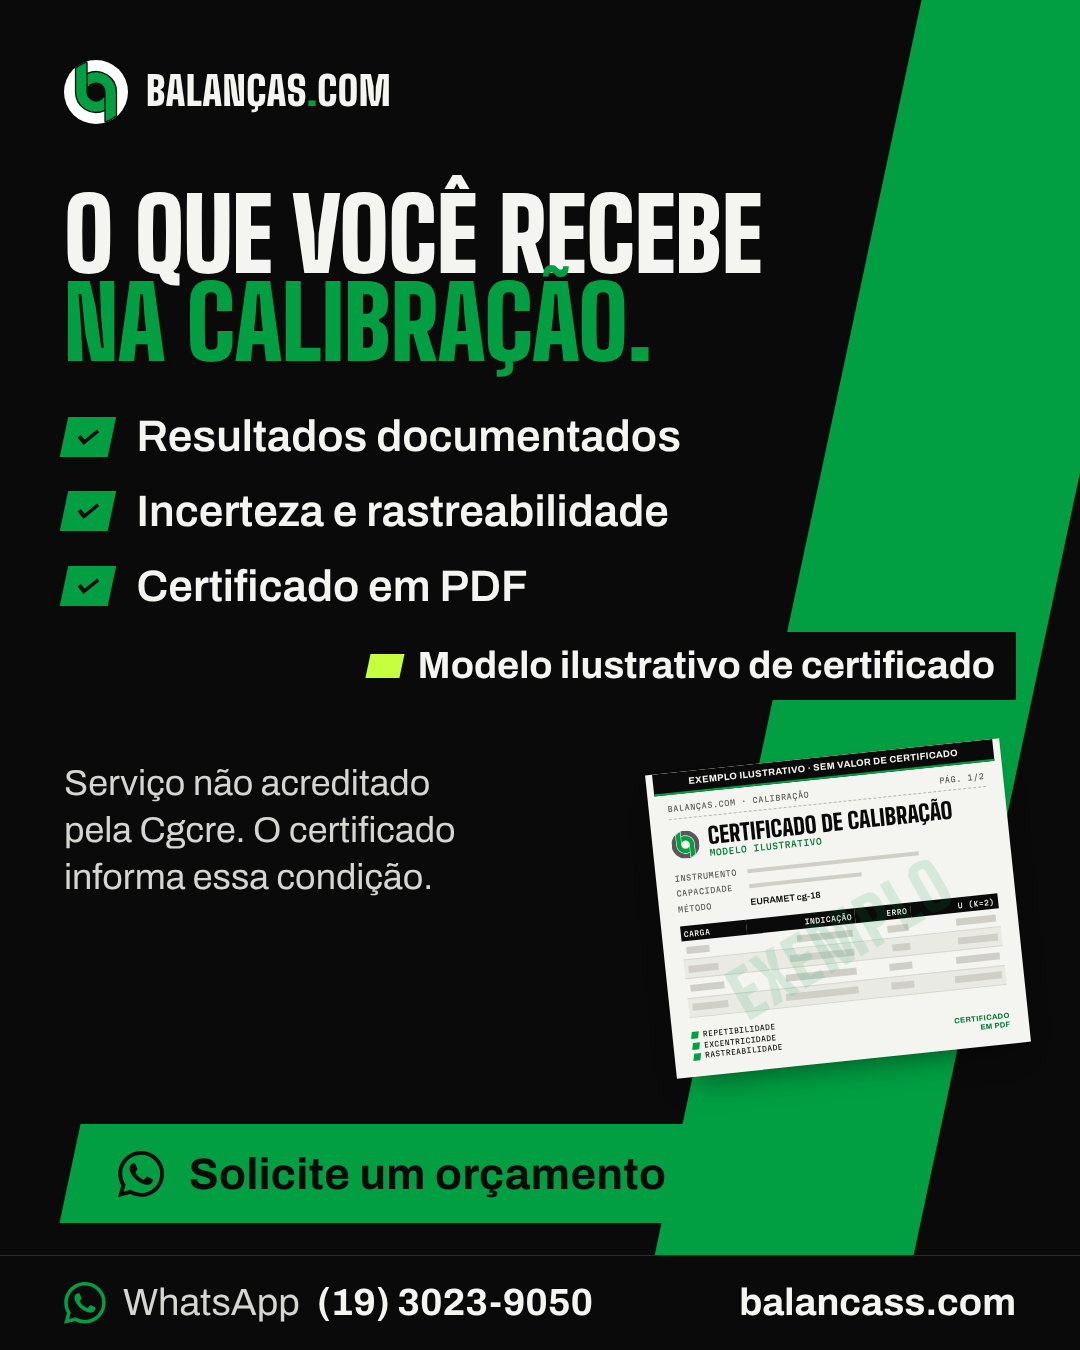 BALANÇAS.COM
O QUE VOCÊ RECEBE
NA CALIBRAÇÃO.
Resultados documentados
Incerteza e rastreabilidade
Certificado em PDF
Modelo ilustrativo de certificado
Serviço não acreditado
pela Cgcre. O certificado
informa essa condição.
EXEMPLO ILUSTRATIVO · SEM VALOR DE CERTIFICADO
BALANÇAS.COM · CALIBRAÇÃO
PÁG. 1/2
CERTIFICADO DE CALIBRAÇÃO
MODELO ILUSTRATIVO
INSTRUMENTO
CAPACIDADE
MÉTODO EURAMET cg-18
CARGA INDICAÇÃO ERRO U (K=2)
EXEMPLO
REPETIBILIDADE
EXCENTRICIDADE
RASTREABILIDADE
CERTIFICADO
EM PDF
Solicite um orçamento
WhatsApp (19) 3023-9050
balancass.com